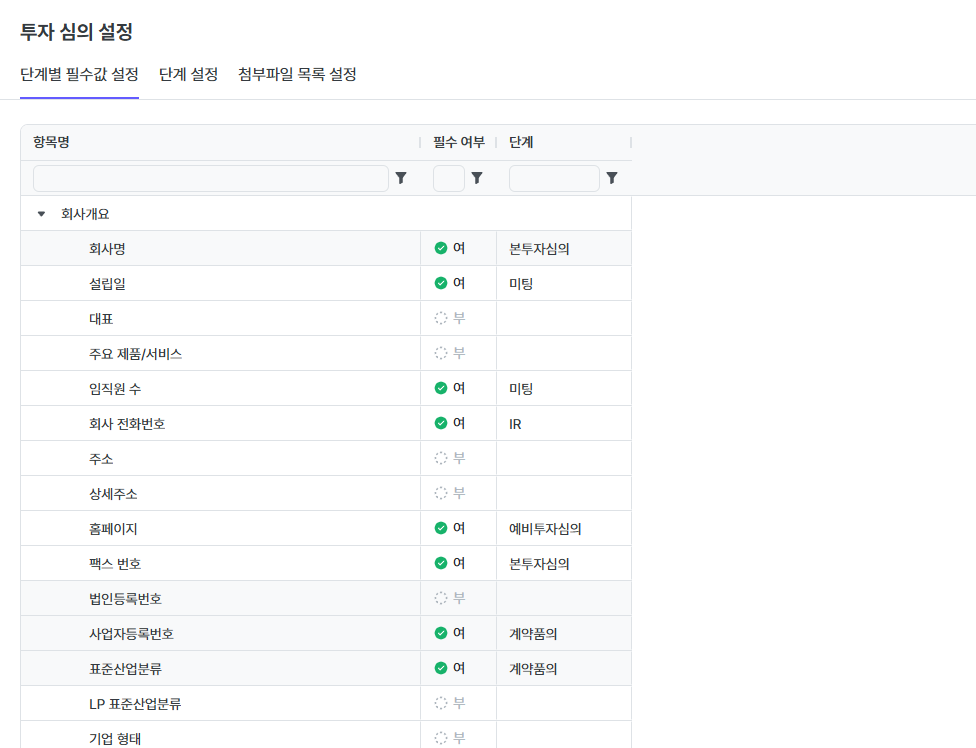 투자 심의 설정
단계별 필수값 설정 단계 설정 첨부파일 목록 설정
항목명 필수 여부 단계
회사개요
회사명 여 본투자심의
설립일 여 미팅
대표 부
주요 제품/서비스 부
임직원 수 여 미팅
회사 전화번호 여 IR
주소 부
상세주소 부
홈페이지 여 예비투자심의
팩스 번호 여 본투자심의
법인등록번호 부
사업자등록번호 여 계약품의
표준산업분류 여 계약품의
LP 표준산업분류 부
기업 형태 부